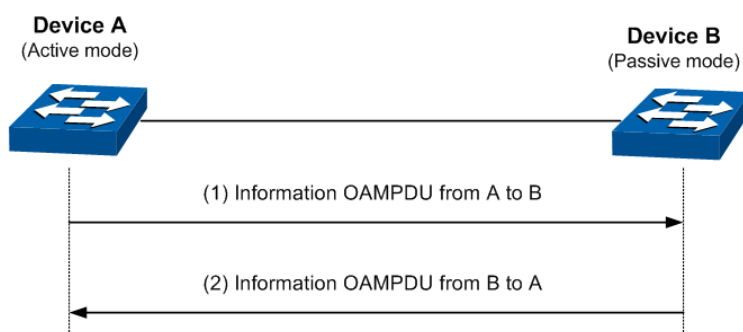 Device A
(Active mode)
Device B
(Passive mode)
(1) Information OAMPDU from A to B
(2) Information OAMPDU from B to A